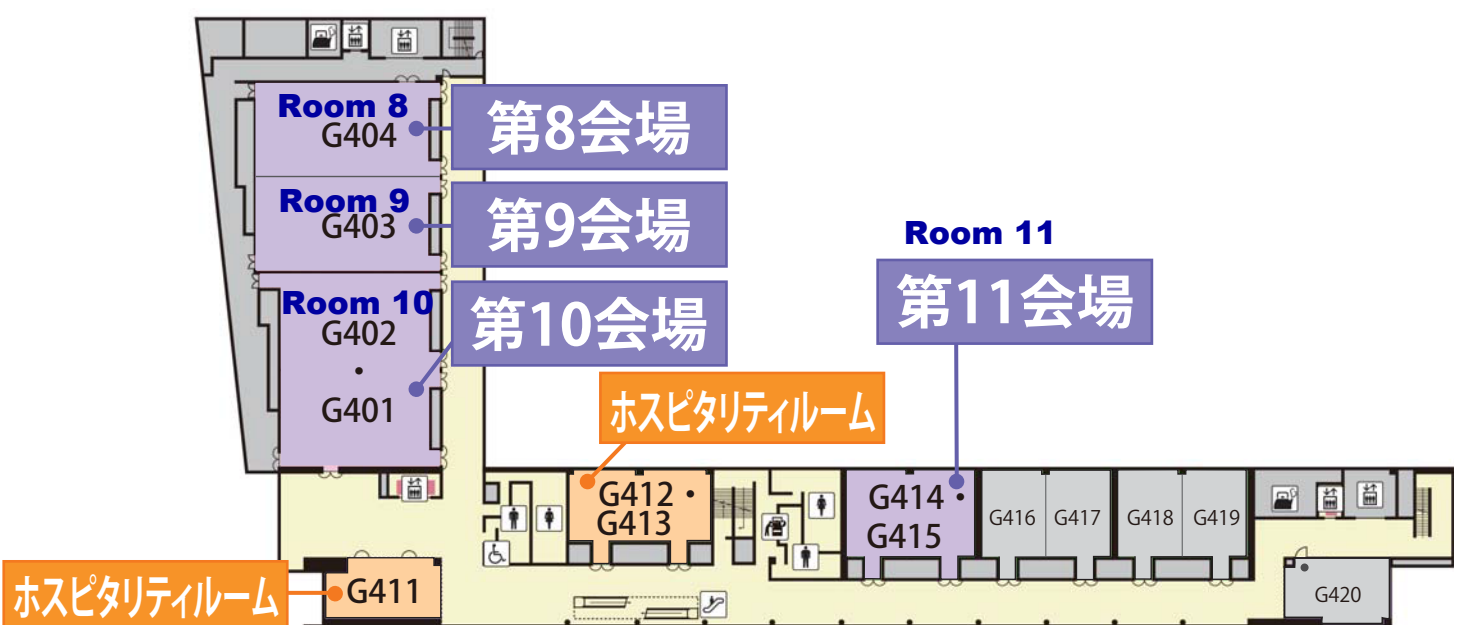 Room 8
G404
第8会場
Room 9
G403
第9会場
Room 10
G402
・
G401
第10会場
Room 11
第11会場
ホスピタリティルーム
G412・
G413
G414・
G415
G416
G417
G418
G419
ホスピタリティルーム
G411
G420